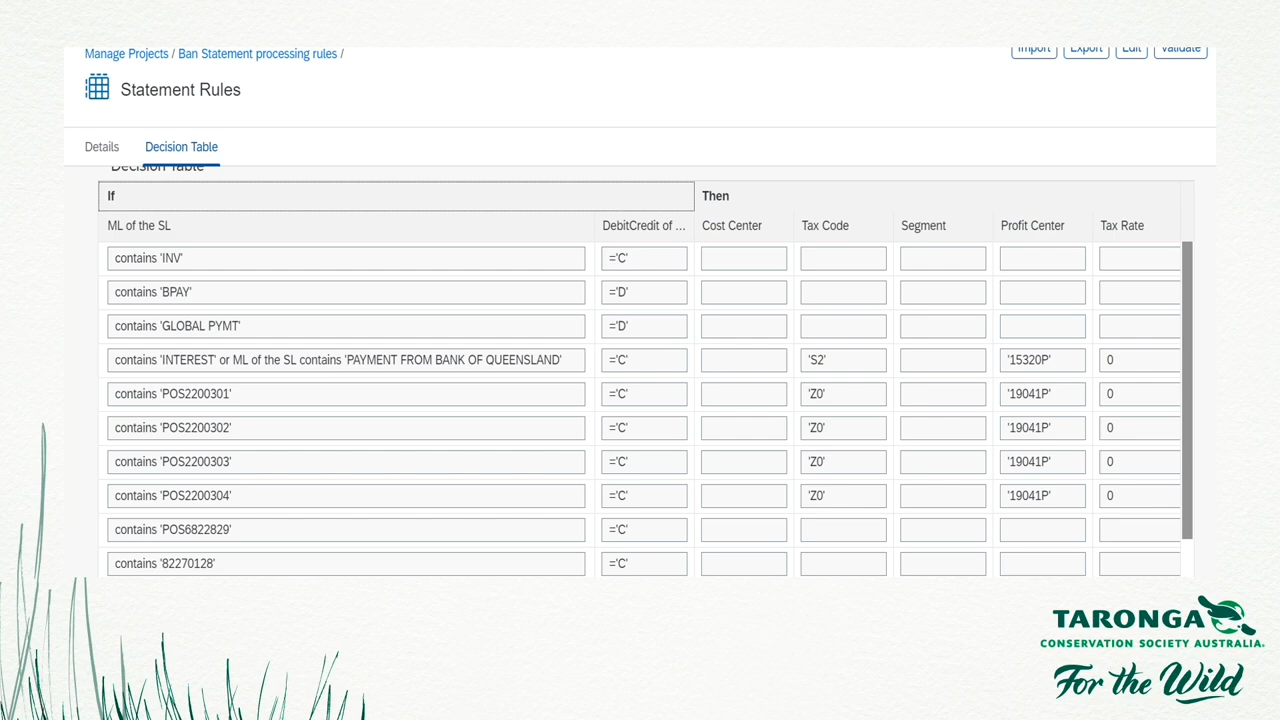 Manage Projects / Ban Statement processing rules /
Import Export Edit Validate
Statement Rules
Details Decision Table
Decision Table
If Then
ML of the SL DebitCredit of ... Cost Center Tax Code Segment Profit Center Tax Rate
contains 'INV' ='C'
contains 'BPAY' ='D'
contains 'GLOBAL PYMT' ='D'
contains 'INTEREST' or ML of the SL contains 'PAYMENT FROM BANK OF QUEENSLAND' ='C' 'S2' '15320P' 0
contains 'POS2200301' ='C' 'Z0' '19041P' 0
contains 'POS2200302' ='C' 'Z0' '19041P' 0
contains 'POS2200303' ='C' 'Z0' '19041P' 0
contains 'POS2200304' ='C' 'Z0' '19041P' 0
contains 'POS6822829' ='C'
contains '82270128' ='C'
TARONGA
CONSERVATION SOCIETY AUSTRALIA
For the Wild